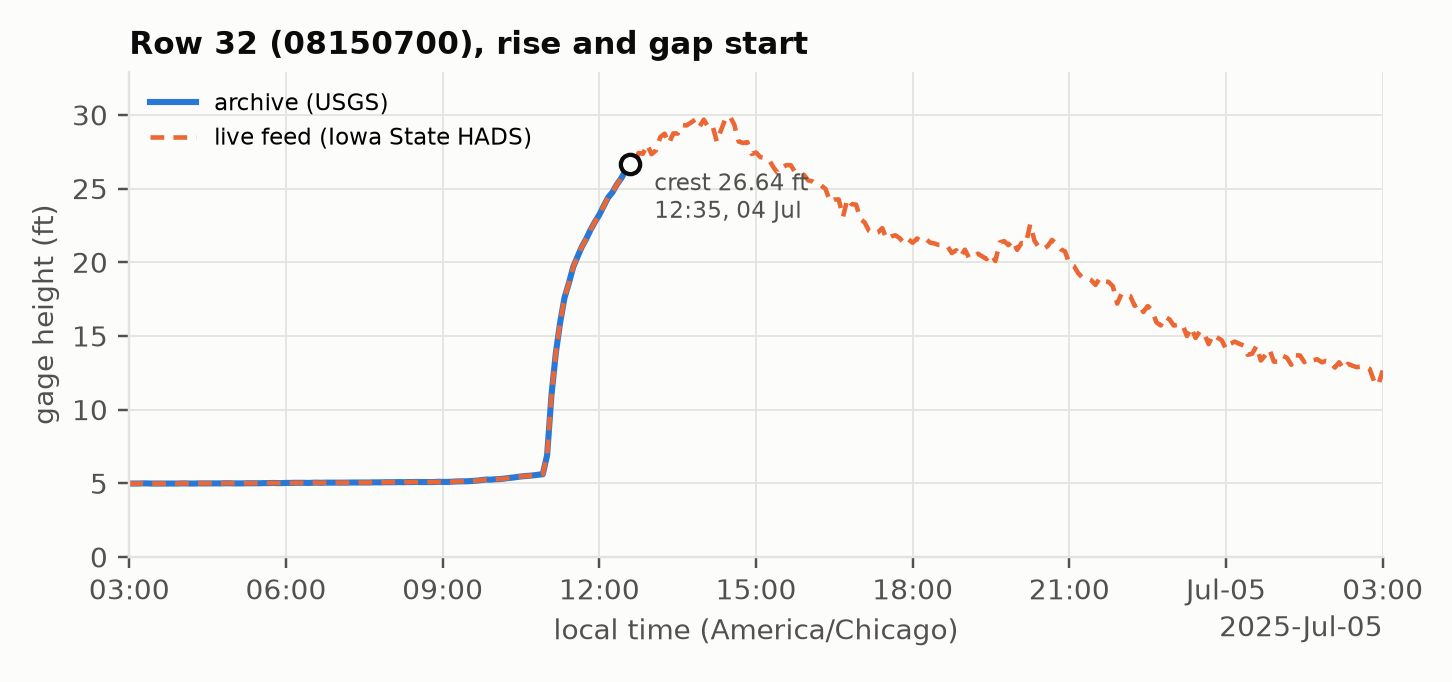 Row 32 (08150700), rise and gap start
archive (USGS)
live feed (Iowa State HADS)
crest 26.64 ft
12:35, 04 Jul
gage height (ft)
30
25
20
15
10
5
0
03:00 06:00 09:00 12:00 15:00 18:00 21:00 Jul-05 03:00
local time (America/Chicago)
2025-Jul-05